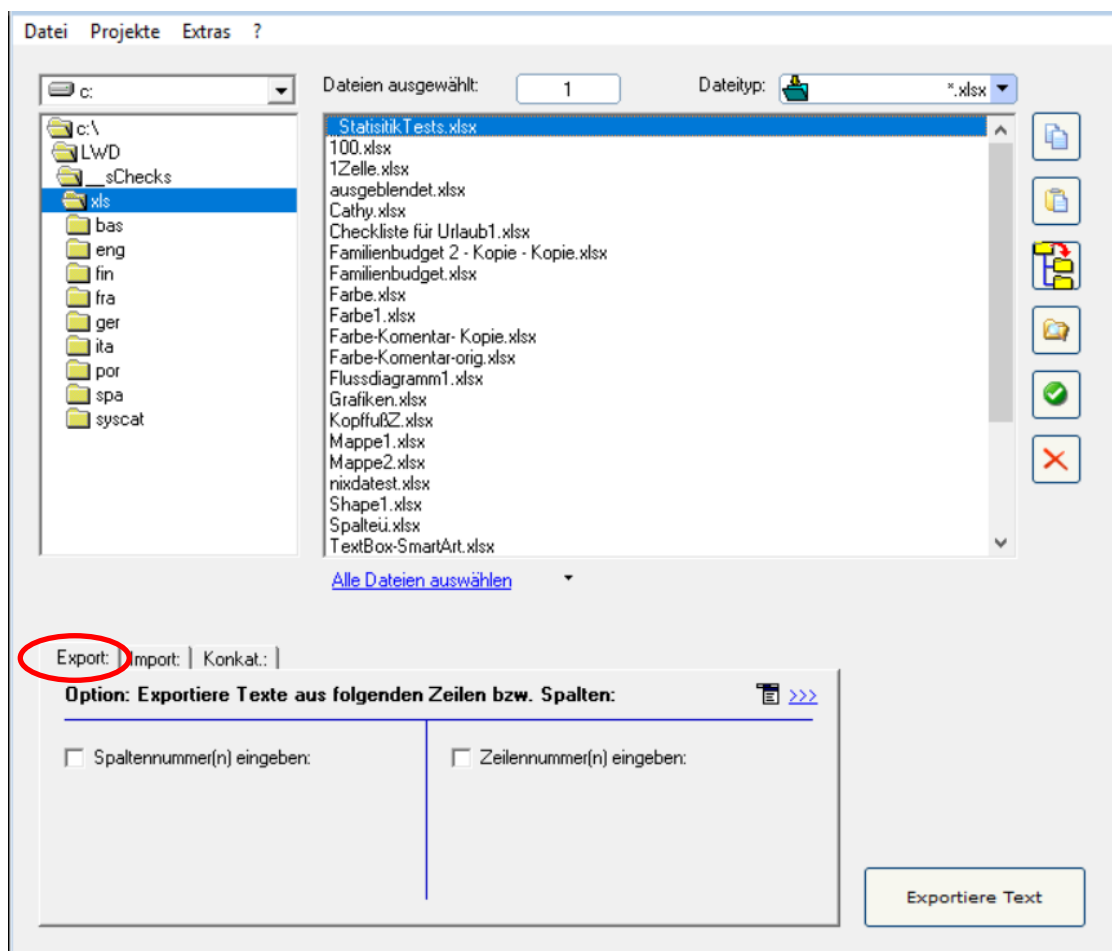 Datei Projekte Extras ?
c: Dateien ausgewählt: 1 Dateityp: *.xlsx
c:\
LWD
__sChecks
xls
bas
eng
fin
fra
ger
ita
por
spa
syscat
_StatisitikTests.xlsx
100.xlsx
1Zelle.xlsx
ausgeblendet.xlsx
Cathy.xlsx
Checkliste für Urlaub1.xlsx
Familienbudget 2 - Kopie - Kopie.xlsx
Familienbudget.xlsx
Farbe.xlsx
Farbe1.xlsx
Farbe-Komentar- Kopie.xlsx
Farbe-Komentar-orig.xlsx
Flussdiagramm1.xlsx
Grafiken.xlsx
KopffußZ.xlsx
Mappe1.xlsx
Mappe2.xlsx
nixdatest.xlsx
Shape1.xlsx
Spalteü.xlsx
TextBox-SmartArt.xlsx
Alle Dateien auswählen
Export: Import: Konkat.:
Option: Exportiere Texte aus folgenden Zeilen bzw. Spalten: >>>
Spaltennummer(n) eingeben: Zeilennummer(n) eingeben:
Exportiere Text